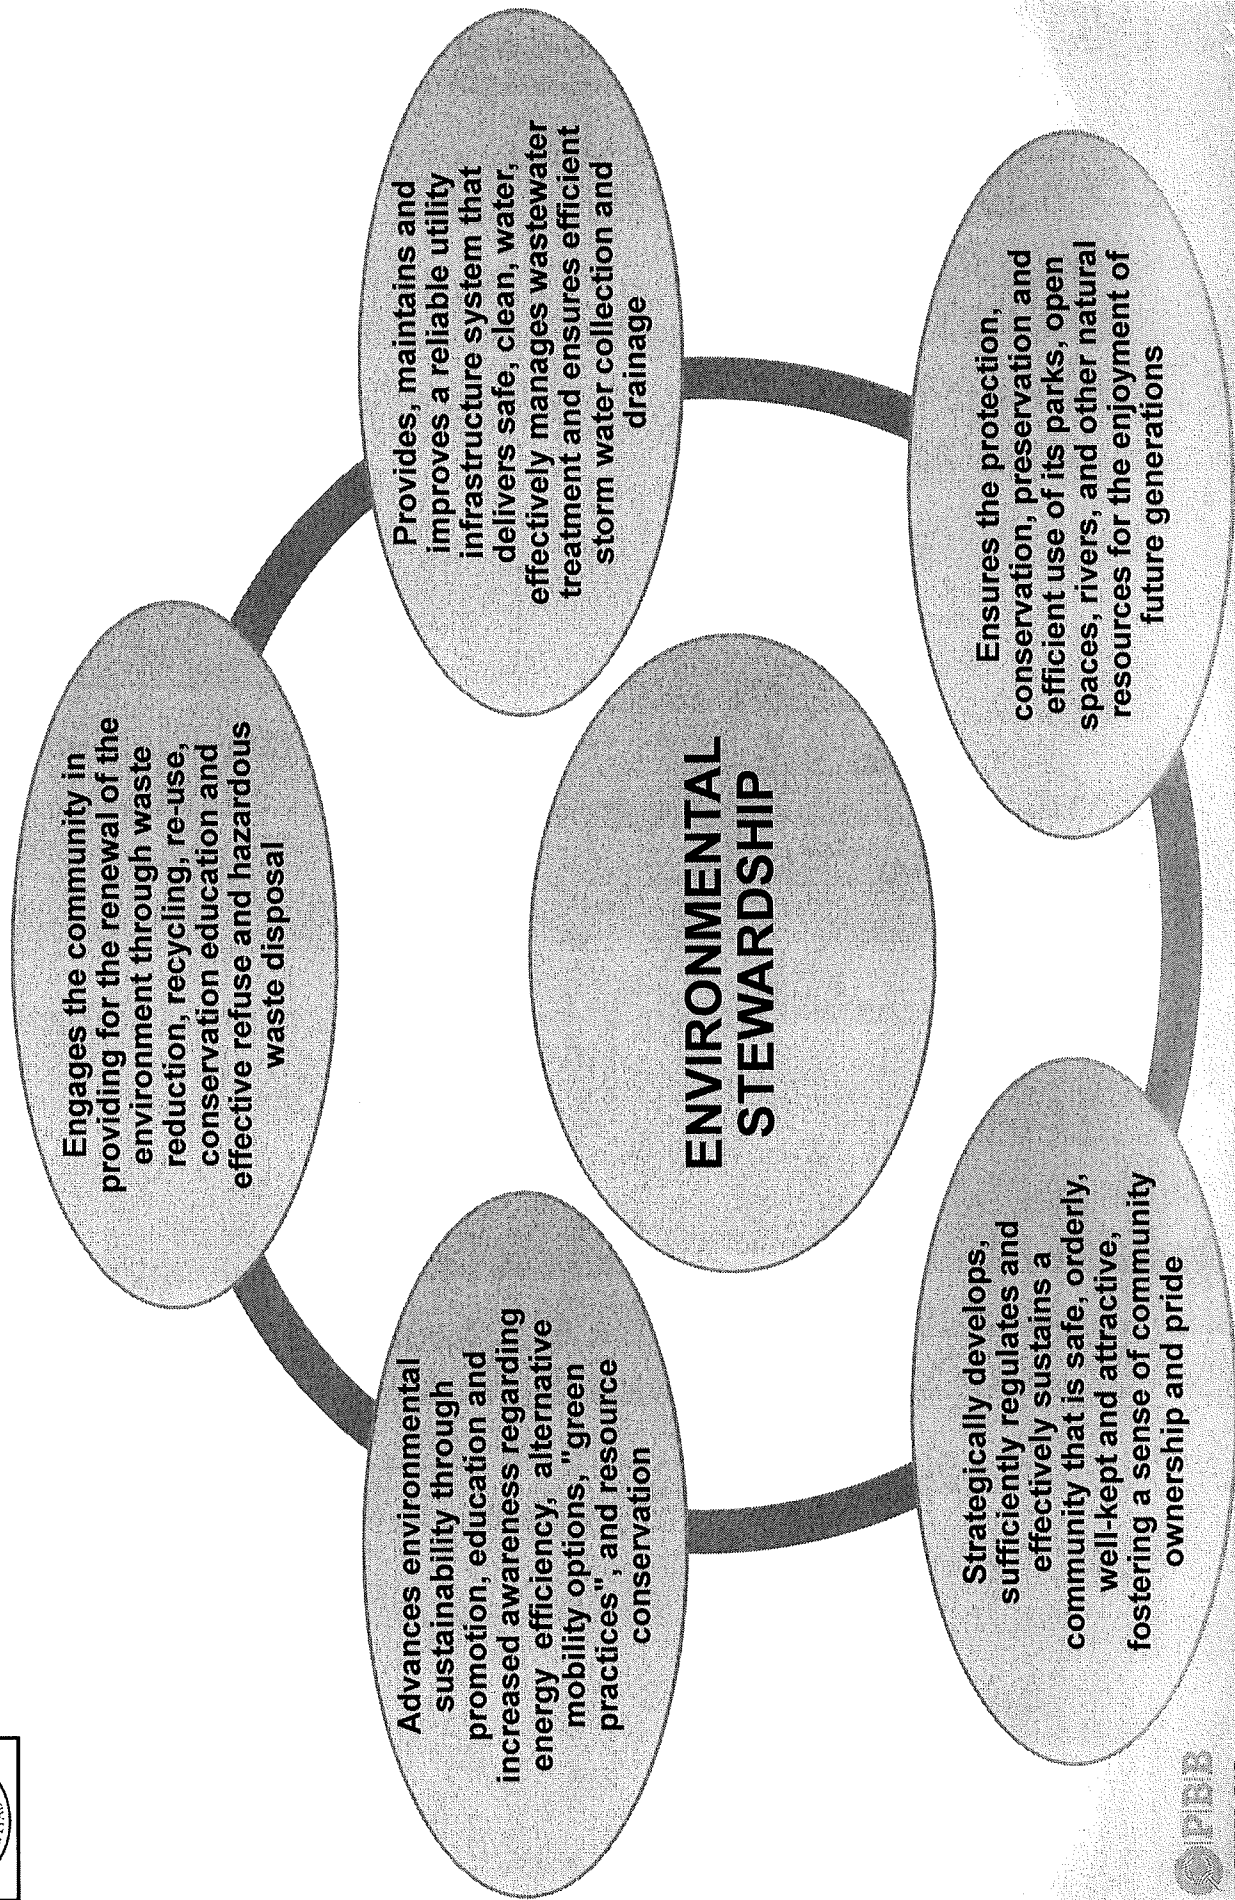 Engages the community in
providing for the renewal of the
environment through waste
reduction, recycling, re-use,
conservation education and
effective refuse and hazardous
waste disposal
Advances environmental
sustainability through
promotion, education and
increased awareness regarding
energy efficiency, alternative
mobility options, "green
practices", and resource
conservation
Provides, maintains and
improves a reliable utility
infrastructure system that
delivers safe, clean, water,
effectively manages wastewater
treatment and ensures efficient
storm water collection and
drainage
ENVIRONMENTAL
STEWARDSHIP
Strategically develops,
sufficiently regulates and
effectively sustains a
community that is safe, orderly,
well-kept and attractive,
fostering a sense of community
ownership and pride
Ensures the protection,
conservation, preservation and
efficient use of its parks, open
spaces, rivers, and other natural
resources for the enjoyment of
future generations
PBB